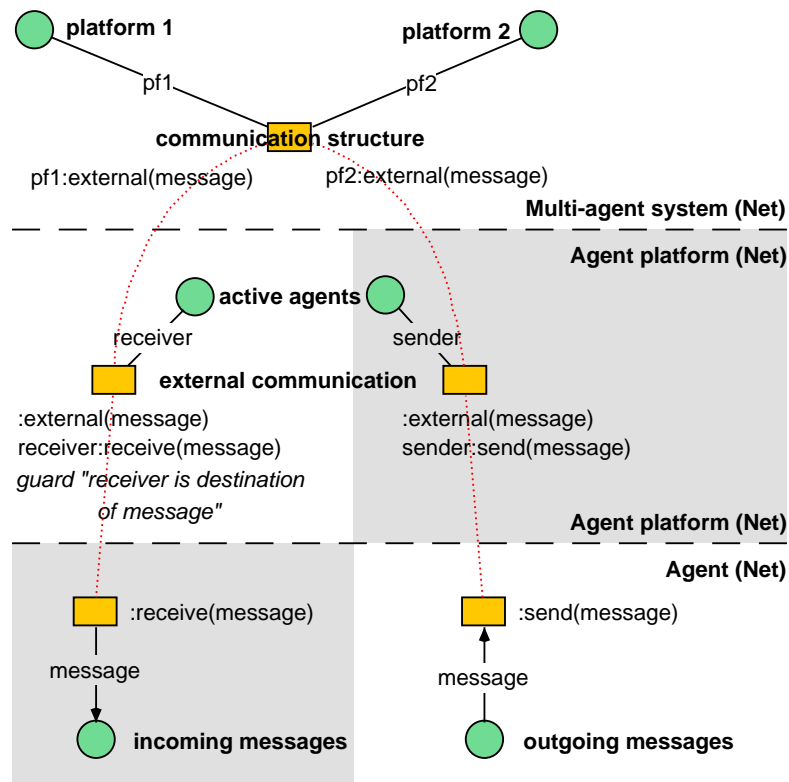 platform 1
platform 2
pf1
pf2
communication structure
pf1:external(message)
pf2:external(message)
Multi-agent system (Net)
Agent platform (Net)
active agents
receiver
sender
external communication
:external(message)
receiver:receive(message)
guard "receiver is destination
of message"
:external(message)
sender:send(message)
Agent platform (Net)
Agent (Net)
:receive(message)
:send(message)
message
message
incoming messages
outgoing messages